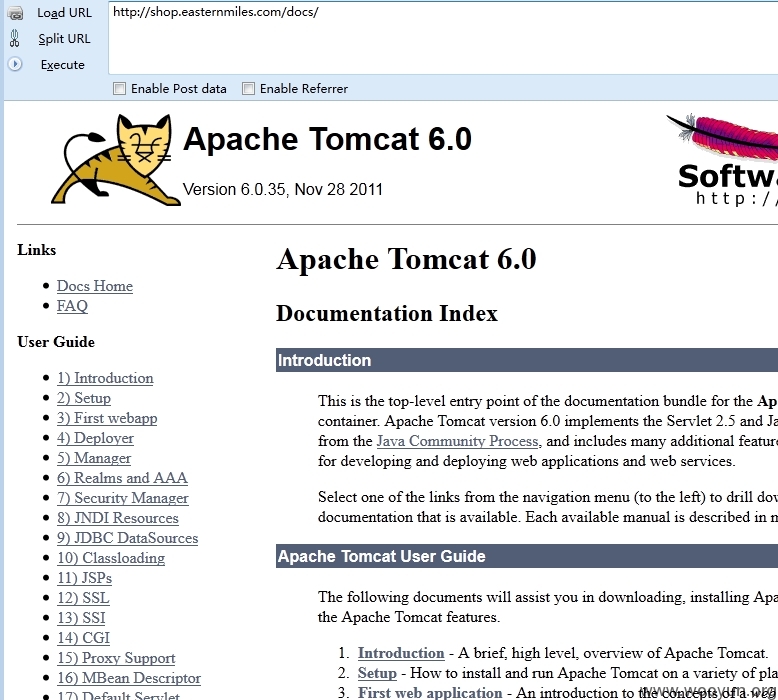 Load URL
http://shop.easternmiles.com/docs/
Split URL
Execute
Enable Post data Enable Referrer
Apache Tomcat 6.0
Version 6.0.35, Nov 28 2011
Softwa
http://
Links
Docs Home
FAQ
User Guide
1) Introduction
2) Setup
3) First webapp
4) Deployer
5) Manager
6) Realms and AAA
7) Security Manager
8) JNDI Resources
9) JDBC DataSources
10) Classloading
11) JSPs
12) SSL
13) SSI
14) CGI
15) Proxy Support
16) MBean Descriptor
17) Default Servlet
Apache Tomcat 6.0
Documentation Index
Introduction
This is the top-level entry point of the documentation bundle for the Ap
container. Apache Tomcat version 6.0 implements the Servlet 2.5 and Ja
from the Java Community Process, and includes many additional feature
for developing and deploying web applications and web services.
Select one of the links from the navigation menu (to the left) to drill dov
documentation that is available. Each available manual is described in m
Apache Tomcat User Guide
The following documents will assist you in downloading, installing Apa
the Apache Tomcat features.
1. Introduction - A brief, high level, overview of Apache Tomcat.
2. Setup - How to install and run Apache Tomcat on a variety of pla
3. First web application - An introduction to the concepts of a web
www.wooyun.org